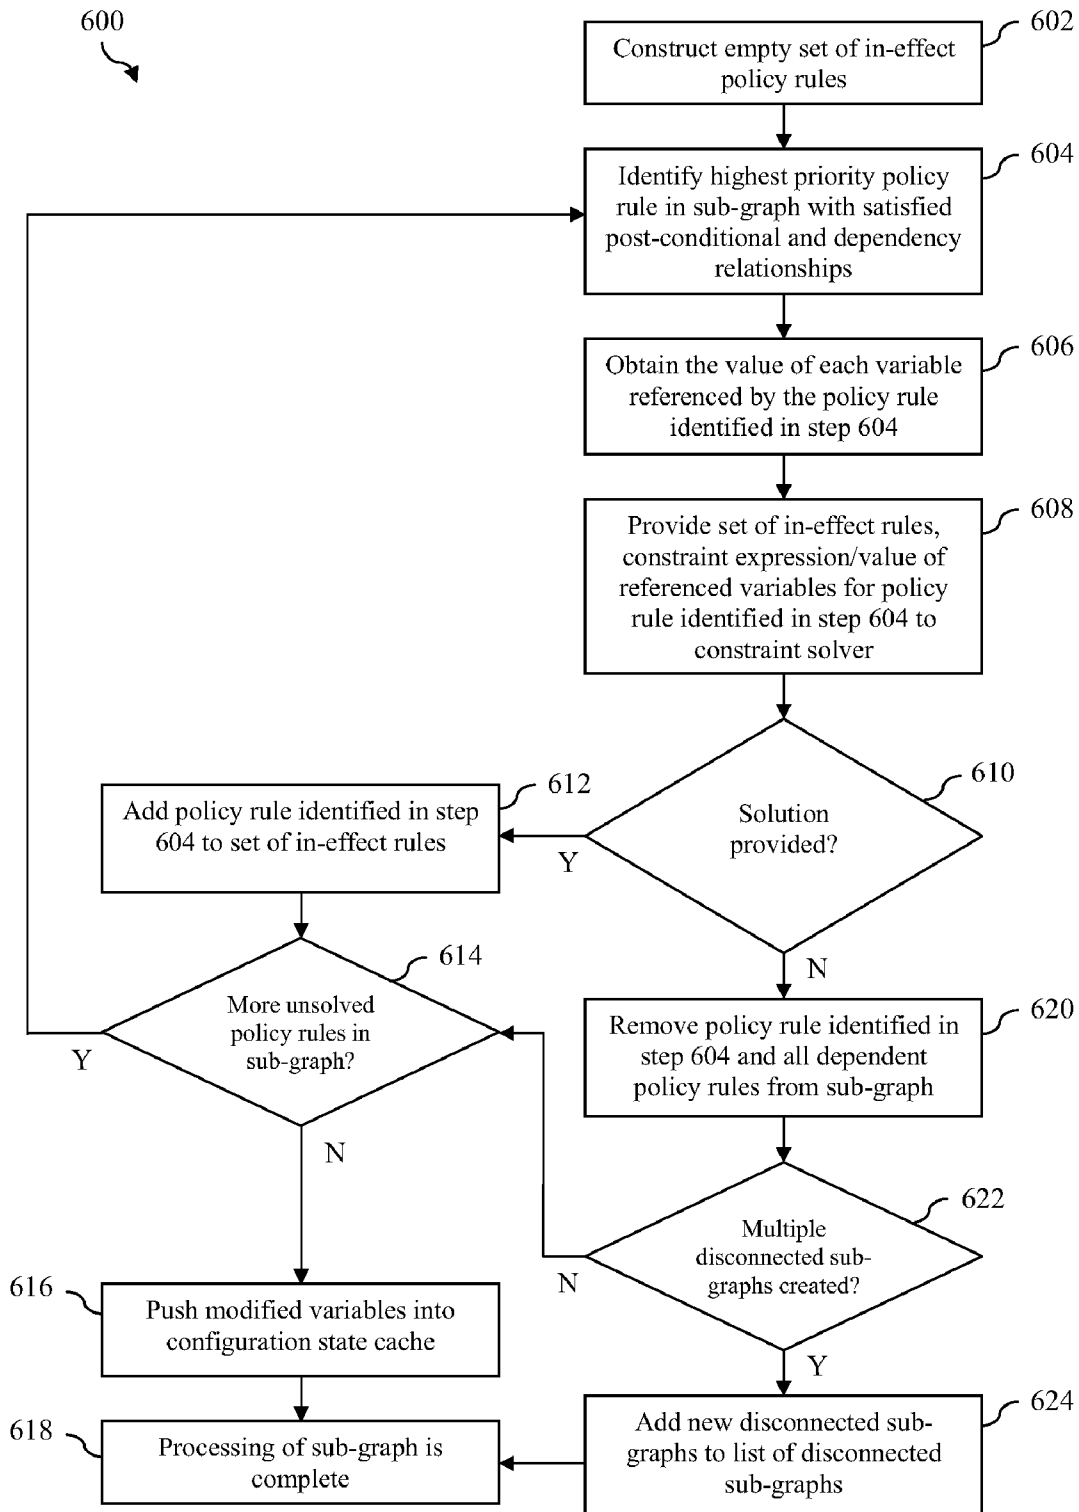 600
602
Construct empty set of in-effect
policy rules
604
Identify highest priority policy
rule in sub-graph with satisfied
post-conditional and dependency
relationships
606
Obtain the value of each variable
referenced by the policy rule
identified in step 604
608
Provide set of in-effect rules,
constraint expression/value of
referenced variables for policy
rule identified in step 604 to
constraint solver
610
Solution
provided?
Y
N
612
Add policy rule identified in step
604 to set of in-effect rules
614
More unsolved
policy rules in
sub-graph?
Y
N
620
Remove policy rule identified in
step 604 and all dependent
policy rules from sub-graph
622
Multiple
disconnected sub-
graphs created?
N
Y
616
Push modified variables into
configuration state cache
618
Processing of sub-graph is
complete
624
Add new disconnected sub-
graphs to list of disconnected
sub-graphs